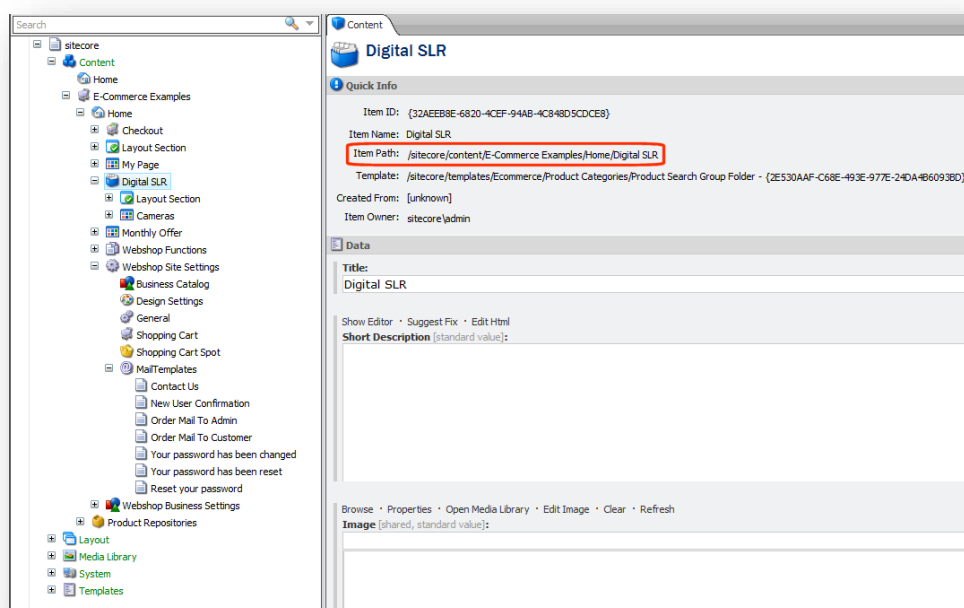 Search
sitecore
Content
Home
E-Commerce Examples
Home
Checkout
Layout Section
My Page
Digital SLR
Layout Section
Cameras
Monthly Offer
Webshop Functions
Webshop Site Settings
Business Catalog
Design Settings
General
Shopping Cart
Shopping Cart Spot
MailTemplates
Contact Us
New User Confirmation
Order Mail To Admin
Order Mail To Customer
Your password has been changed
Your password has been reset
Reset your password
Webshop Business Settings
Product Repositories
Layout
Media Library
System
Templates
Content
Digital SLR
Quick Info
Item ID: {32AEEB8E-6820-4CEF-94AB-4C848D5CDCE8}
Item Name: Digital SLR
Item Path: /sitecore/content/E-Commerce Examples/Home/Digital SLR
Template: /sitecore/templates/Ecommerce/Product Categories/Product Search Group Folder - {2E530AAF-C68E-493E-977E-24DA4B6093BD}
Created From: [unknown]
Item Owner: sitecore\admin
Data
Title:
Digital SLR
Show Editor · Suggest Fix · Edit Html
Short Description [standard value]:
Browse · Properties · Open Media Library · Edit Image · Clear · Refresh
Image [shared, standard value]: